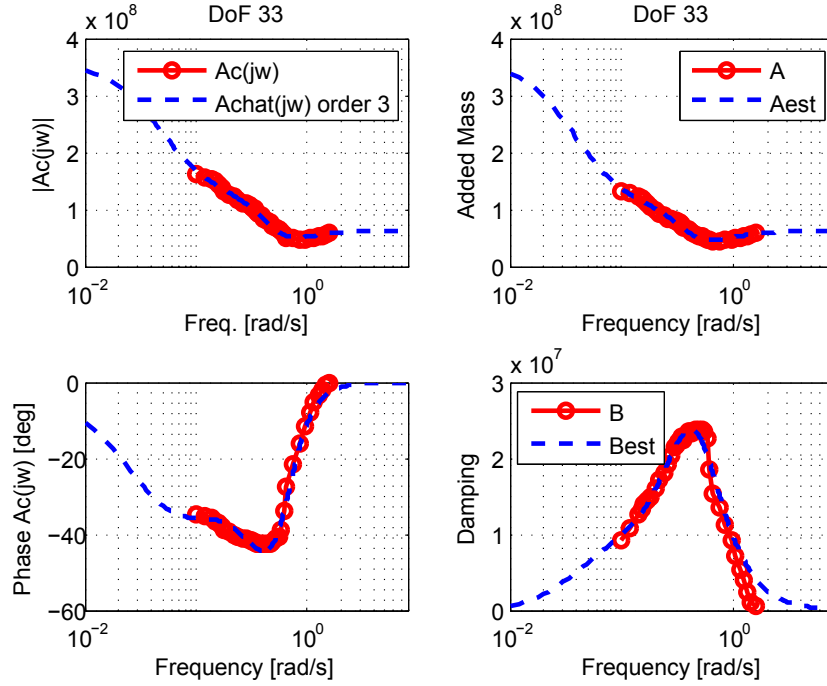 DoF 33
DoF 33
x 10^8
x 10^8
4
3
2
1
0
|Ac(jw)|
Ac(jw)
Achat(jw) order 3
10^−2
10^0
Freq. [rad/s]
4
3
2
1
0
Added Mass
A
Aest
10^−2
10^0
Frequency [rad/s]
0
−20
−40
−60
Phase Ac(jw) [deg]
10^−2
10^0
Frequency [rad/s]
x 10^7
3
2
1
0
Damping
B
Best
10^−2
10^0
Frequency [rad/s]